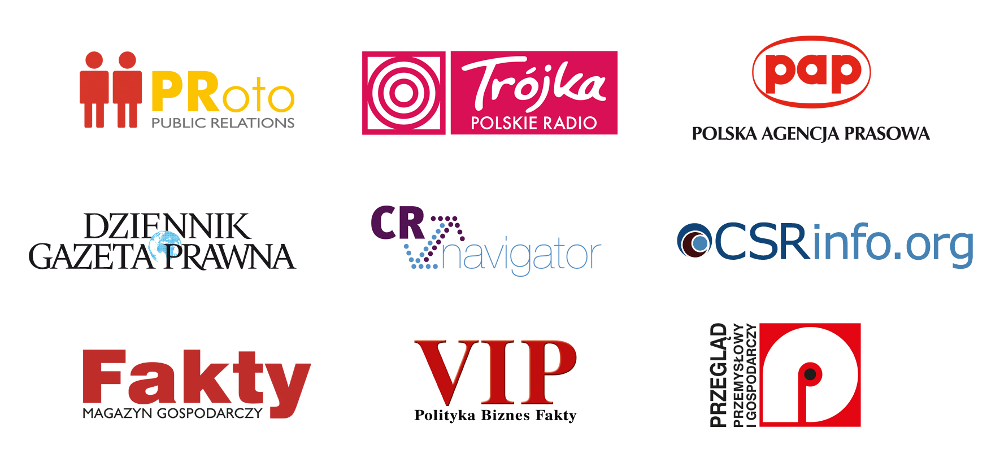 PRoto
PUBLIC RELATIONS
Trójka
POLSKIE RADIO
pap
POLSKA AGENCJA PRASOWA
DZIENNIK
GAZETA PRAWNA
CR
navigator
CSRinfo.org
Fakty
MAGAZYN GOSPODARCZY
VIP
Polityka Biznes Fakty
PRZEGLĄD
PRZEMYSŁOWY
I GOSPODARCZY